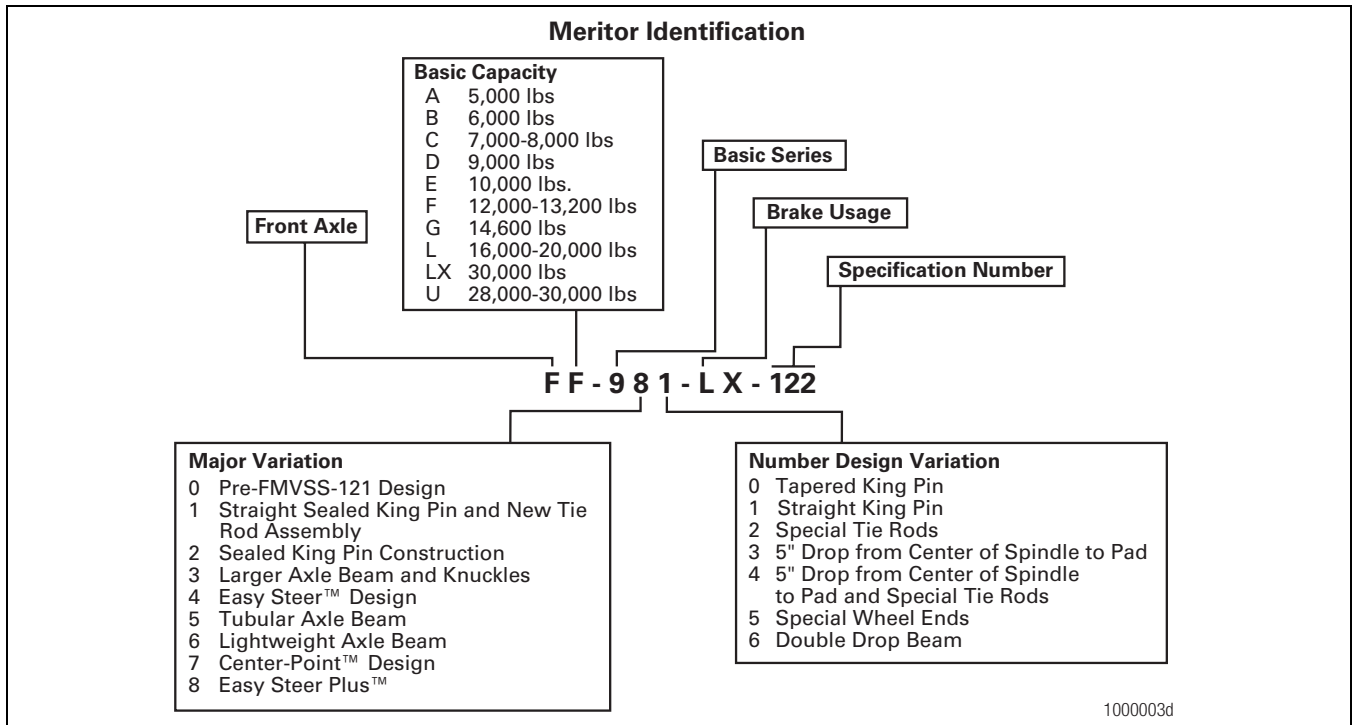 Meritor Identification
Basic Capacity
A 5,000 lbs
B 6,000 lbs
C 7,000-8,000 lbs
D 9,000 lbs
E 10,000 lbs.
F 12,000-13,200 lbs
G 14,600 lbs
L 16,000-20,000 lbs
LX 30,000 lbs
U 28,000-30,000 lbs
Front Axle
Basic Series
Brake Usage
Specification Number
F F - 9 8 1 - L X - 122
Major Variation
0 Pre-FMVSS-121 Design
1 Straight Sealed King Pin and New Tie
Rod Assembly
2 Sealed King Pin Construction
3 Larger Axle Beam and Knuckles
4 Easy Steer™ Design
5 Tubular Axle Beam
6 Lightweight Axle Beam
7 Center-Point™ Design
8 Easy Steer Plus™
Number Design Variation
0 Tapered King Pin
1 Straight King Pin
2 Special Tie Rods
3 5" Drop from Center of Spindle to Pad
4 5" Drop from Center of Spindle
to Pad and Special Tie Rods
5 Special Wheel Ends
6 Double Drop Beam
1000003d